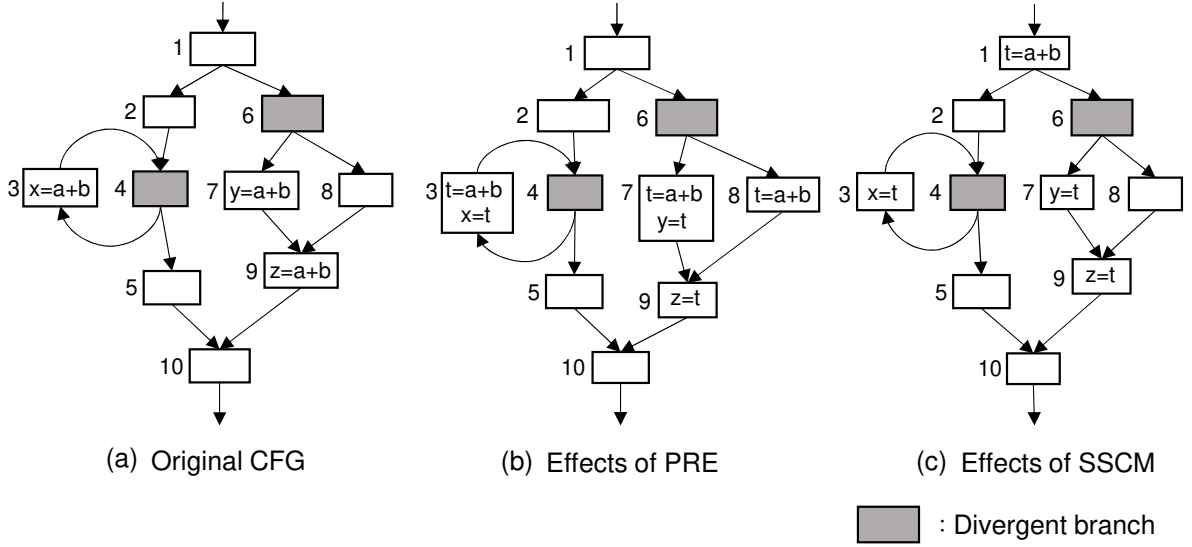 1
2
6
3 x=a+b
4
7 y=a+b
8
5
9 z=a+b
10
(a) Original CFG
1
2
6
3 t=a+b
x=t
4
7 t=a+b
y=t
8 t=a+b
5
9 z=t
10
(b) Effects of PRE
1 t=a+b
2
6
3 x=t
4
7 y=t
8
5
9 z=t
10
(c) Effects of SSCM
: Divergent branch